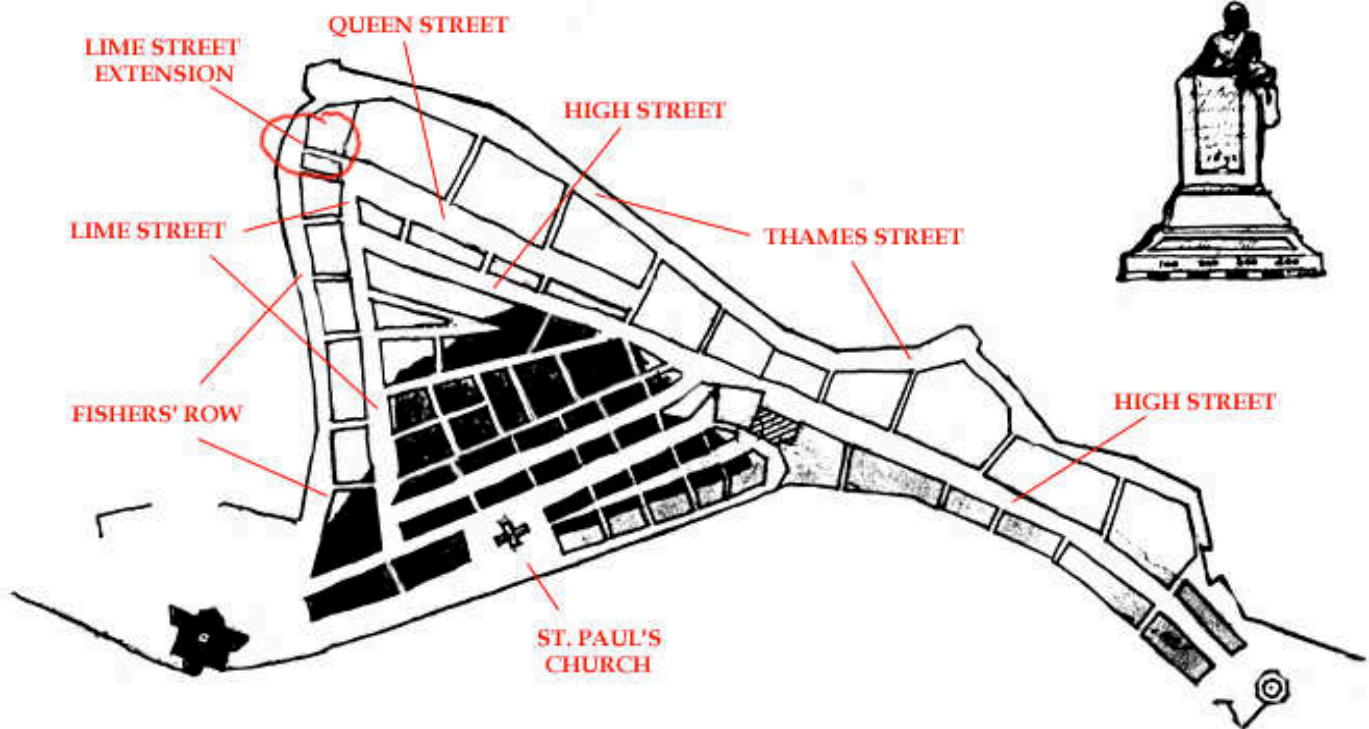 QUEEN STREET
LIME STREET
EXTENSION
HIGH STREET
LIME STREET
THAMES STREET
FISHERS' ROW
HIGH STREET
ST. PAUL'S
CHURCH